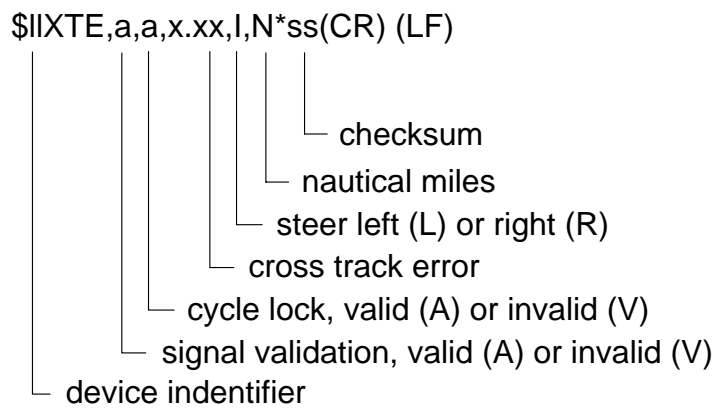 $llXTE,a,a,x.xx,I,N*ss(CR) (LF)
checksum
nautical miles
steer left (L) or right (R)
cross track error
cycle lock, valid (A) or invalid (V)
signal validation, valid (A) or invalid (V)
device indentifier